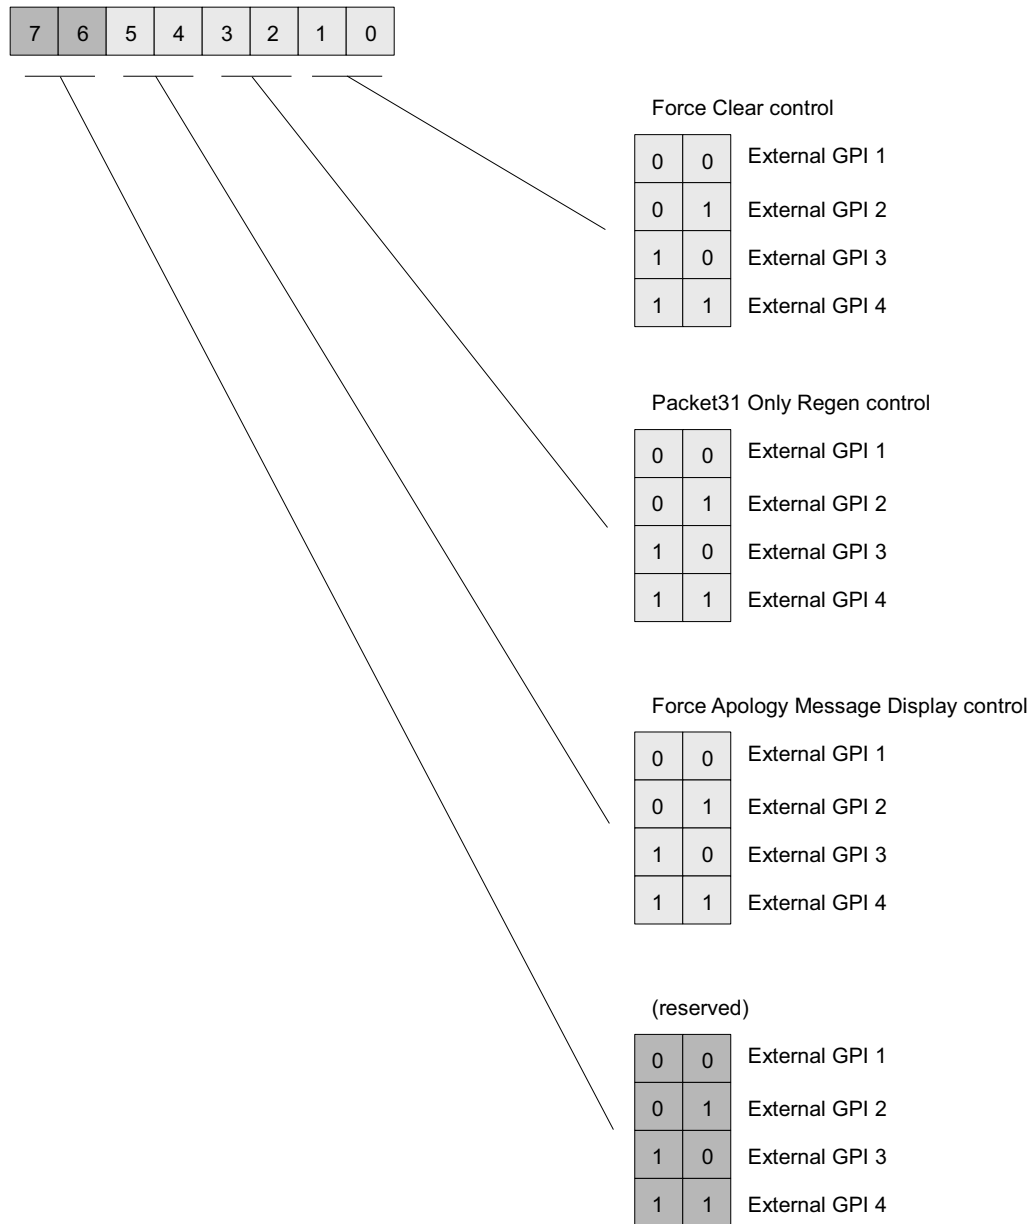 7 6 5 4 3 2 1 0
Force Clear control
0 0 External GPI 1
0 1 External GPI 2
1 0 External GPI 3
1 1 External GPI 4
Packet31 Only Regen control
0 0 External GPI 1
0 1 External GPI 2
1 0 External GPI 3
1 1 External GPI 4
Force Apology Message Display control
0 0 External GPI 1
0 1 External GPI 2
1 0 External GPI 3
1 1 External GPI 4
(reserved)
0 0 External GPI 1
0 1 External GPI 2
1 0 External GPI 3
1 1 External GPI 4